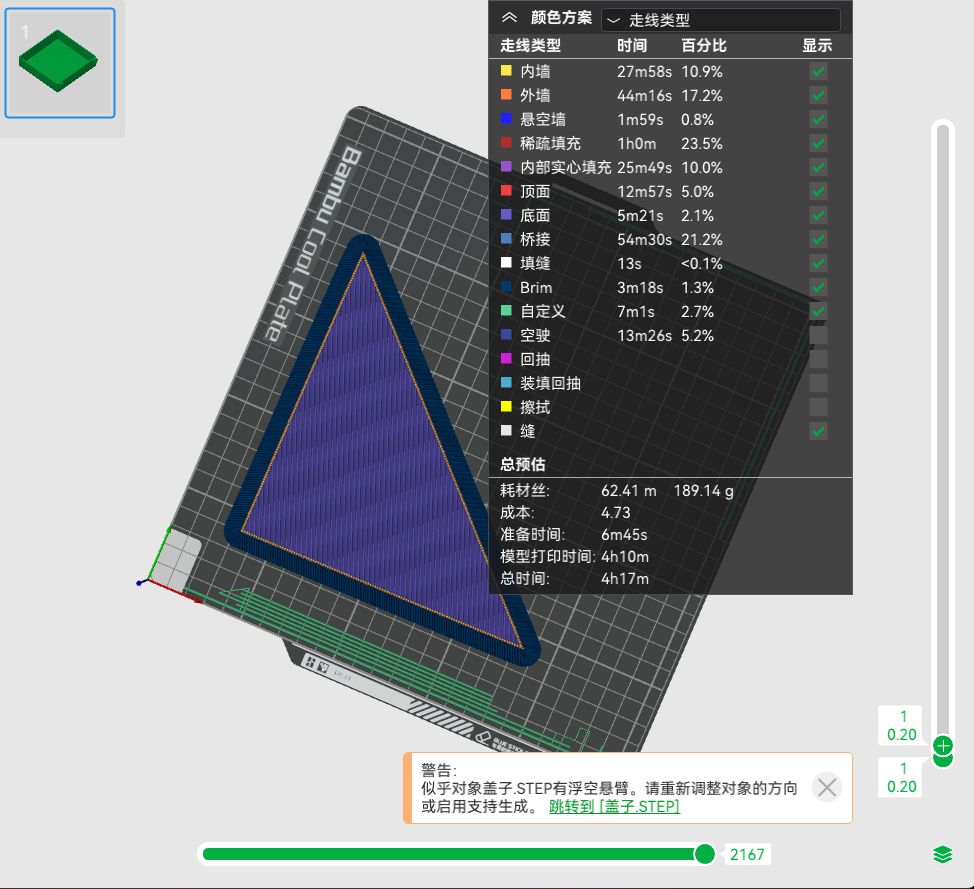 1
颜色方案
走线类型
走线类型 时间 百分比 显示
内墙 27m58s 10.9%
外墙 44m16s 17.2%
悬空墙 1m59s 0.8%
稀疏填充 1h0m 23.5%
内部实心填充 25m49s 10.0%
顶面 12m57s 5.0%
底面 5m21s 2.1%
桥接 54m30s 21.2%
填缝 13s <0.1%
Brim 3m18s 1.3%
自定义 7m1s 2.7%
空驶 13m26s 5.2%
回抽
装填回抽
擦拭
缝
总预估
耗材丝: 62.41 m 189.14 g
成本: 4.73
准备时间: 6m45s
模型打印时间: 4h10m
总时间: 4h17m
Bambu Cool Plate
PLA
1
0.20
1
0.20
警告:
似乎对象盖子.STEP有浮空悬臂。请重新调整对象的方向
或启用支持生成。 跳转到 [盖子.STEP]
2167